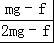 mg − f
2mg − f